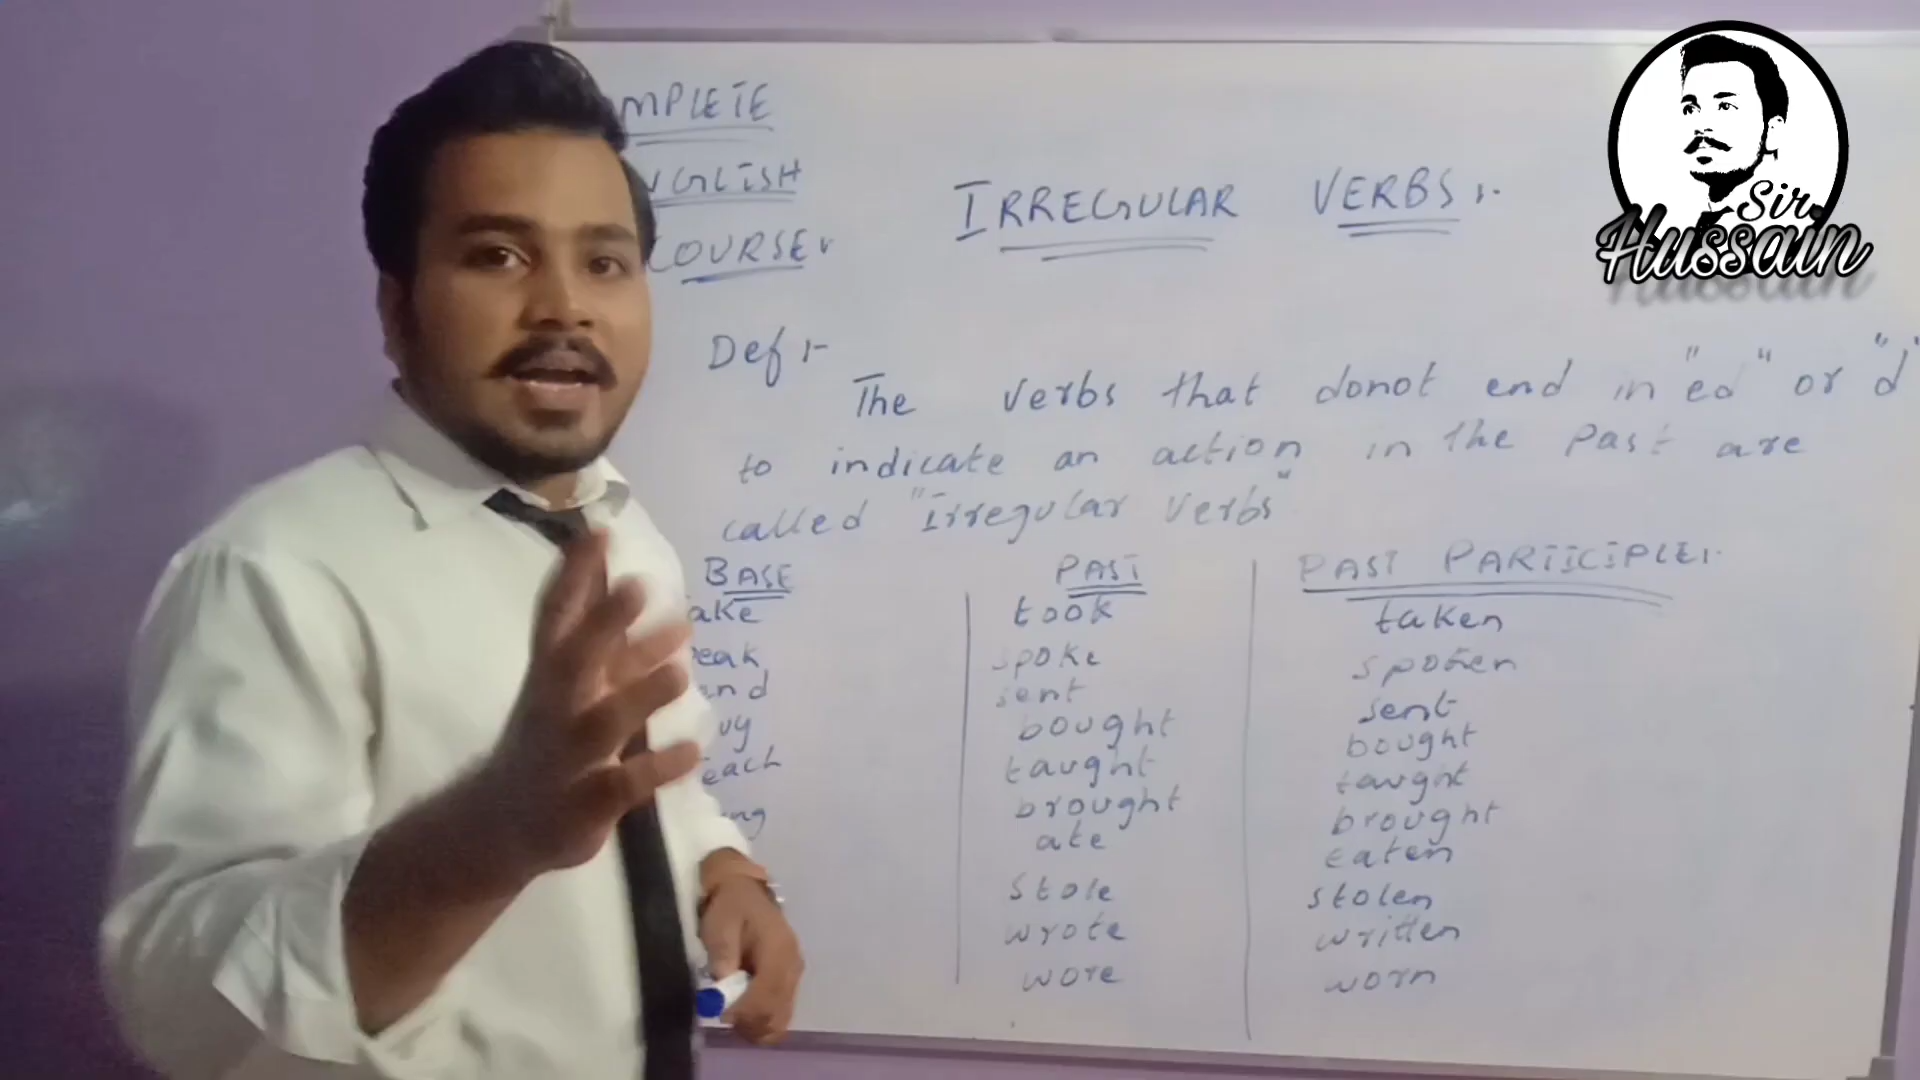 MPLETE
NGLISH
COURSE:
IRREGULAR VERBS:-
Sir
Hussain
Def:-
The verbs that donot end in "ed" or "d"
to indicate an action in the past are
called "Irregular Verbs"
BASE PAST PAST PARTICIPLE:-
ake took taken
eak spoke spoken
end sent sent
uy bought bought
each taught taught
ing brought brought
ate eaten
stole stolen
wrote written
wore worn